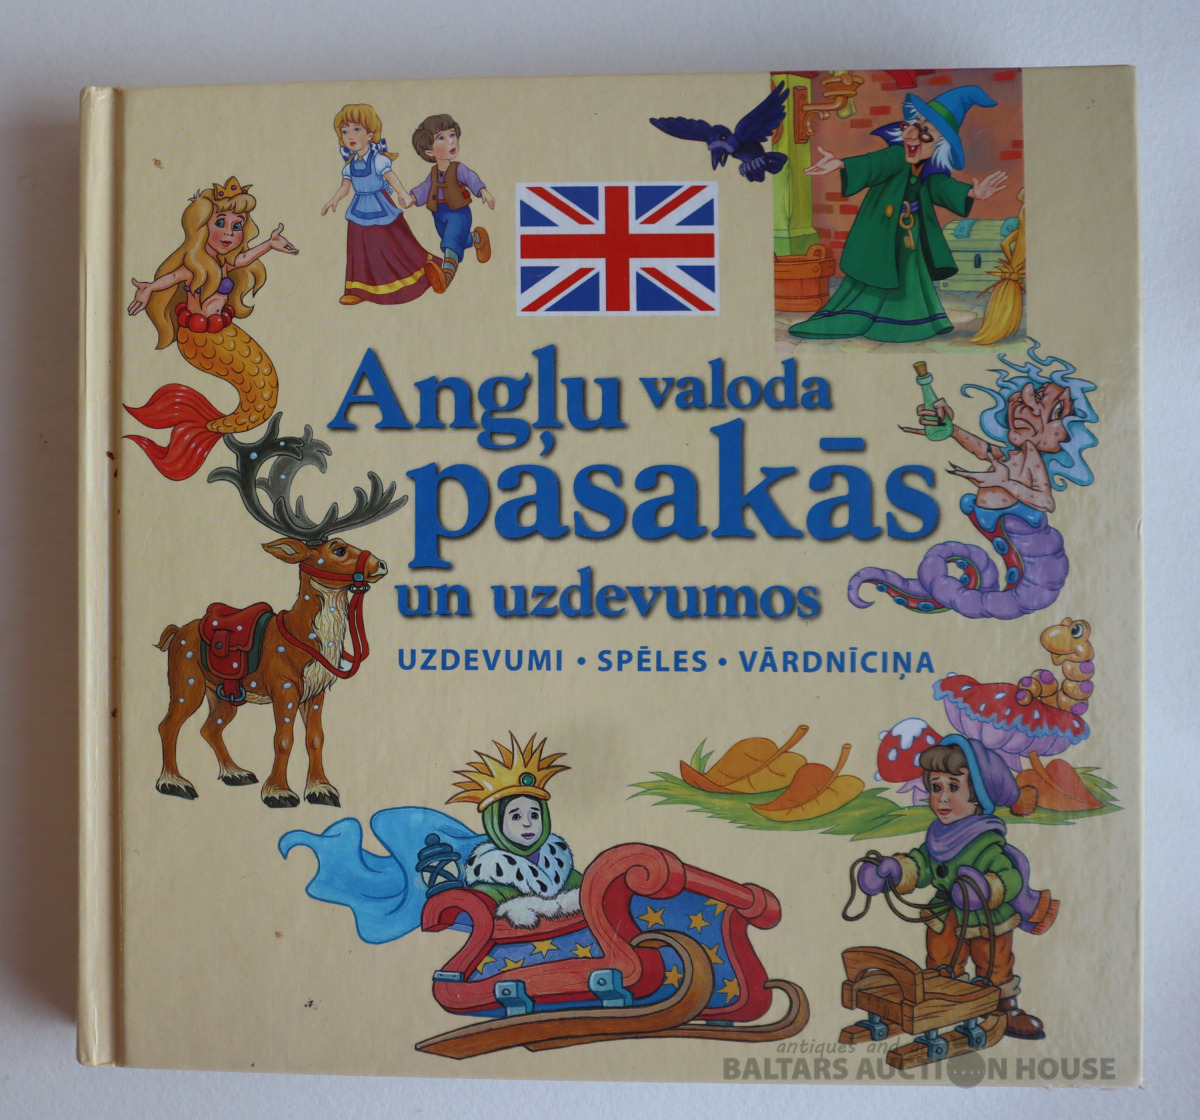 Angļu valoda
pasakās
un uzdevumos
UZDEVUMI • SPĒLES • VĀRDNĪCIŅA
antiques and
BALTARS AUCTION HOUSE